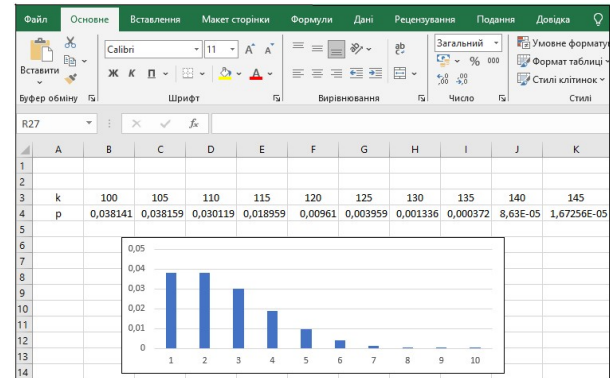 Файл Основне Вставлення Макет сторінки Формули Дані Рецензування Подання Довідка
Вставити Calibri 11 A A ab Загальний Умовне формату
Ж К П A % 000 Формат таблиці
,00 ,00 Стилі клітинок
Буфер обміну Шрифт Вирівнювання Число Стилі
R27 fx
A B C D E F G H I J K
1
2
3 k 100 105 110 115 120 125 130 135 140 145
4 p 0,038141 0,038159 0,030119 0,018959 0,00961 0,003959 0,001336 0,000372 8,63E-05 1,67256E-05
5
6 0,05
7
8 0,04
9 0,03
10 0,02
11 0,01
12 0
13 1 2 3 4 5 6 7 8 9 10
14